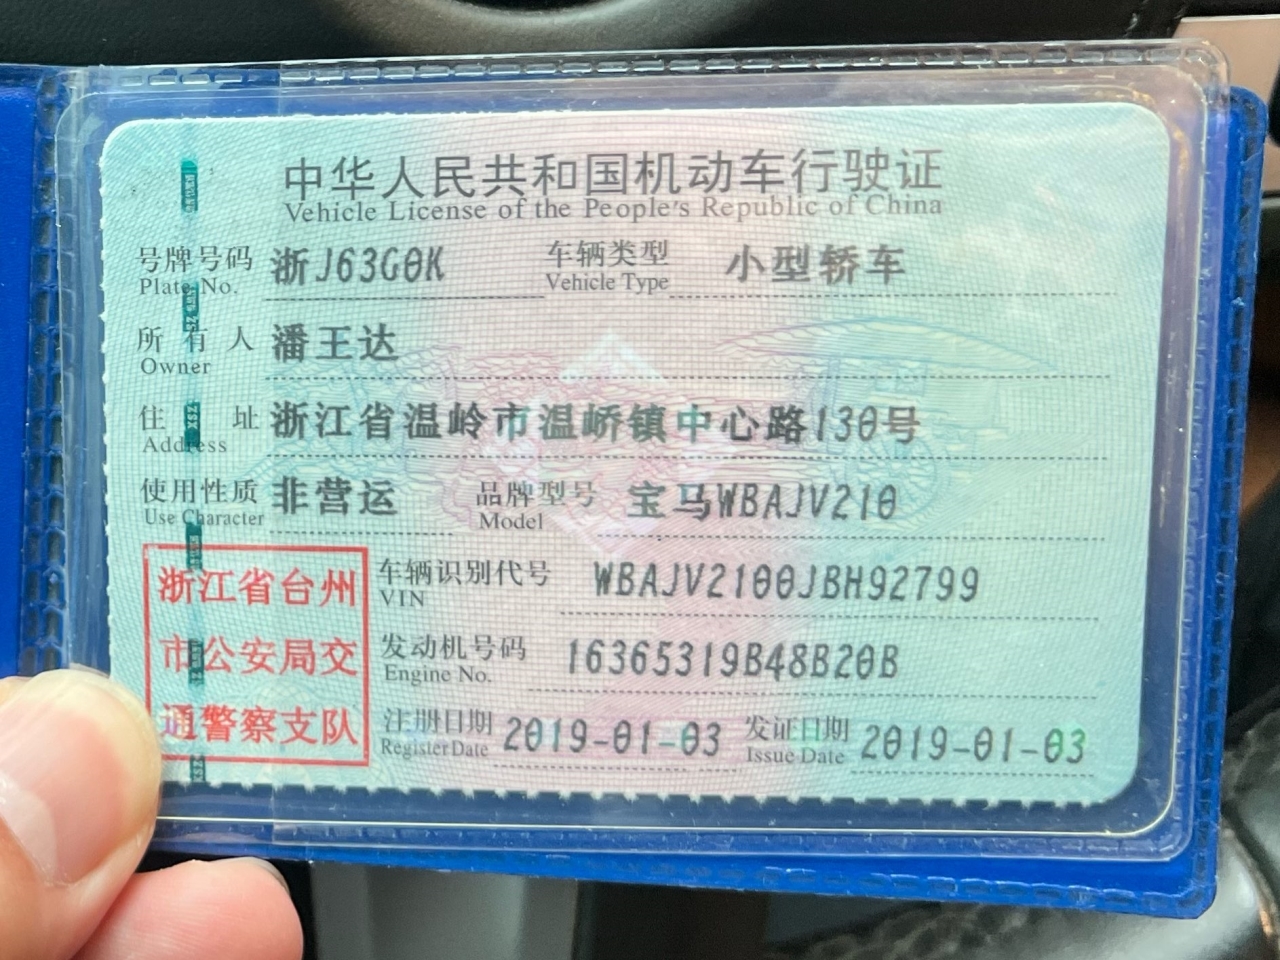 中华人民共和国机动车行驶证
Vehicle License of the People's Republic of China
号牌号码 浙J63G0K 车辆类型 小型轿车
Plate No. Vehicle Type
所有人 潘王达
Owner
住址 浙江省温岭市温峤镇中心路130号
Address
使用性质 非营运 品牌型号 宝马WBAJV210
Use Character Model
浙江省台州
市公安局交
通警察支队
车辆识别代号 WBAJV2100JBH92799
VIN
发动机号码 16365319B48B20B
Engine No.
注册日期 2019-01-03 发证日期 2019-01-03
Register Date Issue Date